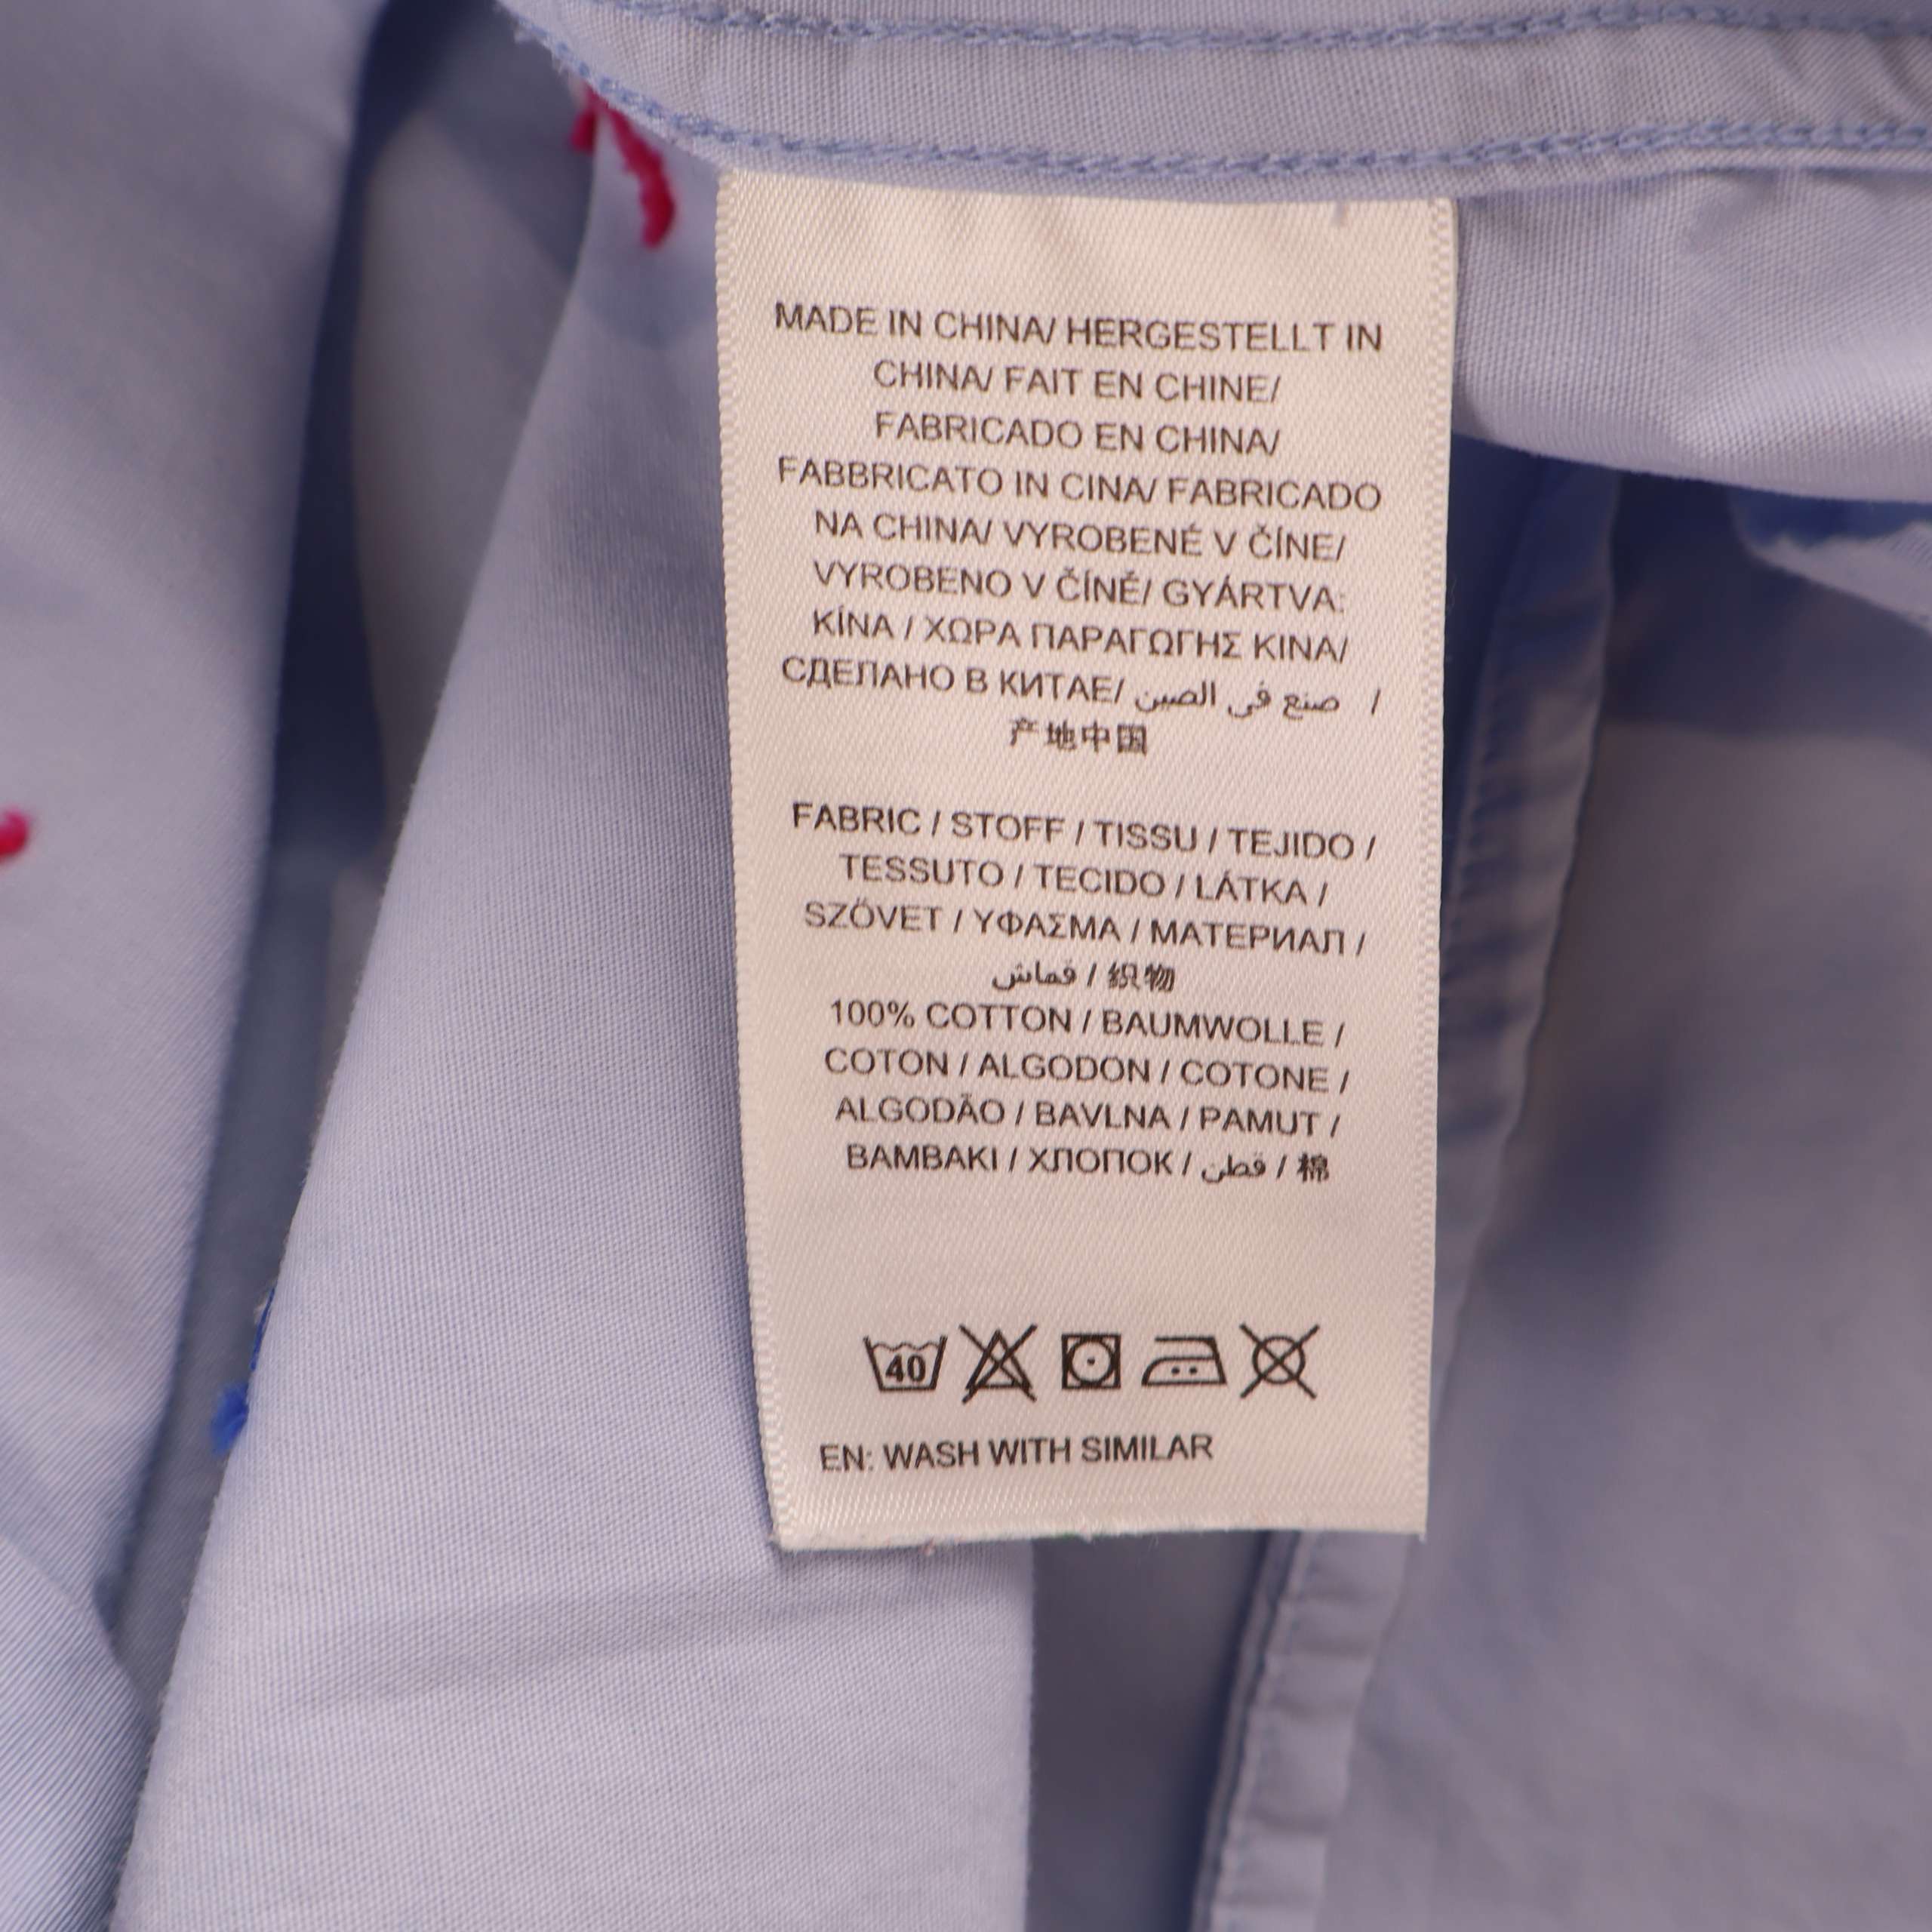 MADE IN CHINA/ HERGESTELLT IN
CHINA/ FAIT EN CHINE/
FABRICADO EN CHINA/
FABBRICATO IN CINA/ FABRICADO
NA CHINA/ VYROBENÉ V ČÍNE/
VYROBENO V ČÍNĚ/ GYÁRTVA:
KÍNA / ΧΩΡΑ ΠΑΡΑΓΩΓΗΣ ΚΙΝΑ/
СДЕЛАНО В КИТАЕ/ صنع في الصين /
产地中国
FABRIC / STOFF / TISSU / TEJIDO /
TESSUTO / TECIDO / LÁTKA /
SZÖVET / ΥΦΑΣΜΑ / МАТЕРИАЛ /
قماش / 织物
100% COTTON / BAUMWOLLE /
COTON / ALGODON / COTONE /
ALGODÃO / BAVLNA / PAMUT /
BAMBAKI / ХЛОПОК / قطن / 棉
40
EN: WASH WITH SIMILAR